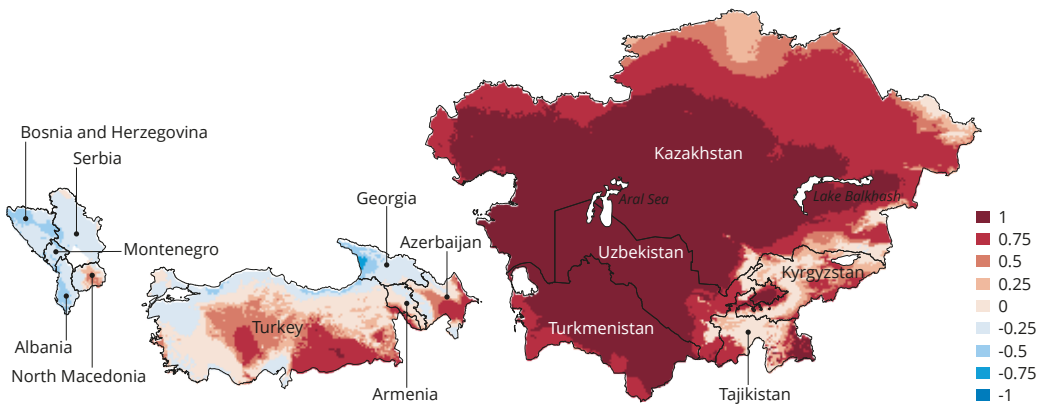 Bosnia and Herzegovina
Serbia
Montenegro
Albania
North Macedonia
Georgia
Azerbaijan
Turkey
Armenia
Kazakhstan
Aral Sea
Lake Balkhash
Uzbekistan
Kyrgyzstan
Turkmenistan
Tajikistan
1
0.75
0.5
0.25
0
-0.25
-0.5
-0.75
-1